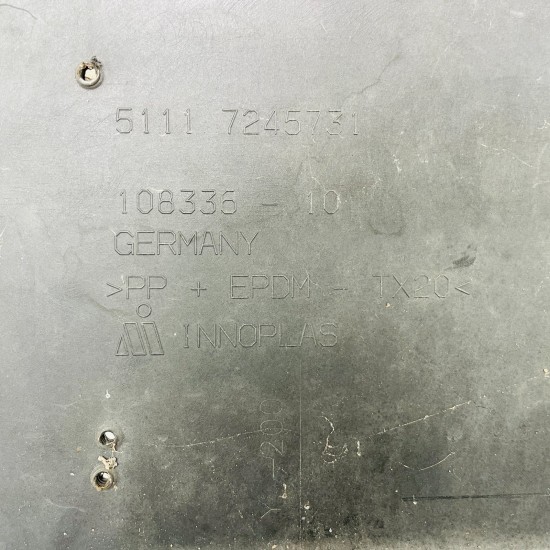 5111 7245731
108336 - 10
GERMANY
>PP + EPDM - TX20<
INNOPLAS